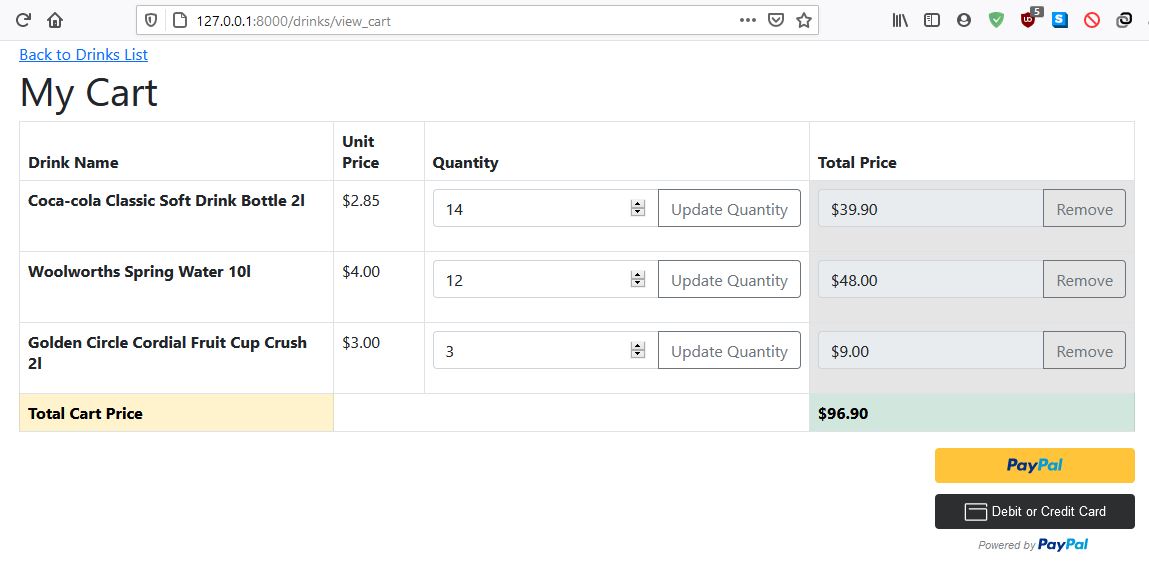 127.0.0.1:8000/drinks/view_cart
5
Back to Drinks List
My Cart
Drink Name Unit Price Quantity Total Price
Coca-cola Classic Soft Drink Bottle 2l $2.85 14 Update Quantity $39.90 Remove
Woolworths Spring Water 10l $4.00 12 Update Quantity $48.00 Remove
Golden Circle Cordial Fruit Cup Crush $3.00 3 Update Quantity $9.00 Remove
2l
Total Cart Price $96.90
PayPal
Debit or Credit Card
Powered by PayPal